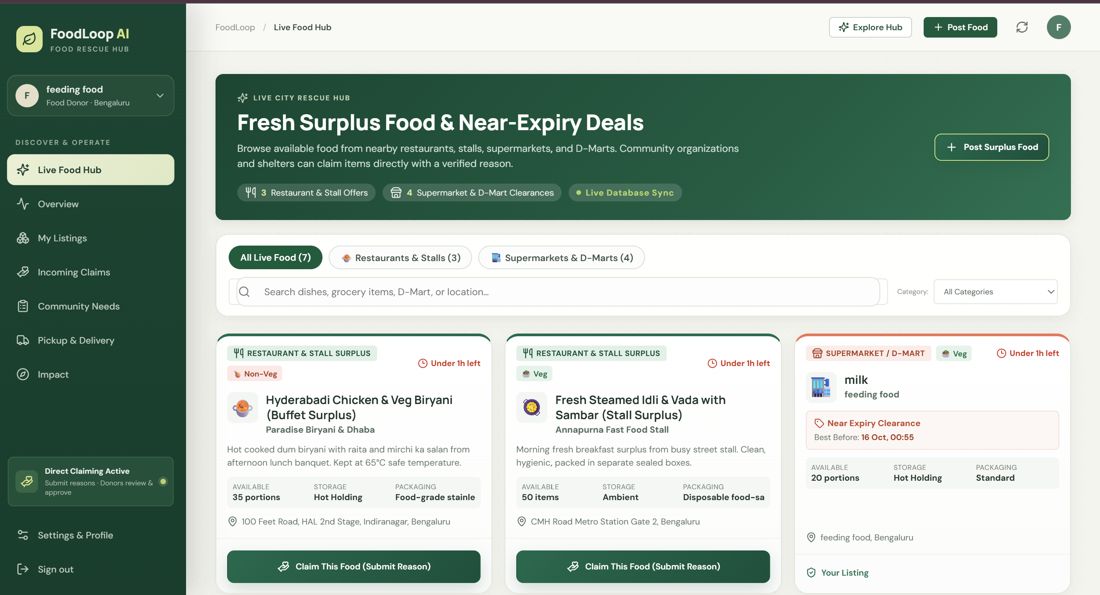 FoodLoop AI
FOOD RESCUE HUB
F
feeding food
Food Donor · Bengaluru
DISCOVER & OPERATE
Live Food Hub
Overview
My Listings
Incoming Claims
Community Needs
Pickup & Delivery
Impact
Direct Claiming Active
Submit reasons · Donors review &
approve
Settings & Profile
Sign out
FoodLoop / Live Food Hub
Explore Hub
+ Post Food
F
LIVE CITY RESCUE HUB
Fresh Surplus Food & Near-Expiry Deals
Browse available food from nearby restaurants, stalls, supermarkets, and D-Marts. Community organizations
and shelters can claim items directly with a verified reason.
3 Restaurant & Stall Offers
4 Supermarket & D-Mart Clearances
Live Database Sync
+ Post Surplus Food
All Live Food (7)
Restaurants & Stalls (3)
Supermarkets & D-Marts (4)
Search dishes, grocery items, D-Mart, or location...
Category:
All Categories
RESTAURANT & STALL SURPLUS
Non-Veg
Under 1h left
Hyderabadi Chicken & Veg Biryani
(Buffet Surplus)
Paradise Biryani & Dhaba
Hot cooked dum biryani with raita and mirchi ka salan from
afternoon lunch banquet. Kept at 65°C safe temperature.
AVAILABLE STORAGE PACKAGING
35 portions Hot Holding Food-grade stainle
100 Feet Road, HAL 2nd Stage, Indiranagar, Bengaluru
Claim This Food (Submit Reason)
RESTAURANT & STALL SURPLUS
Veg
Under 1h left
Fresh Steamed Idli & Vada with
Sambar (Stall Surplus)
Annapurna Fast Food Stall
Morning fresh breakfast surplus from busy street stall. Clean,
hygienic, packed in separate sealed boxes.
AVAILABLE STORAGE PACKAGING
50 items Ambient Disposable food-sa
CMH Road Metro Station Gate 2, Bengaluru
Claim This Food (Submit Reason)
SUPERMARKET / D-MART
Veg
Under 1h left
milk
feeding food
Near Expiry Clearance
Best Before: 16 Oct, 00:55
AVAILABLE STORAGE PACKAGING
20 portions Hot Holding Standard
feeding food, Bengaluru
Your Listing